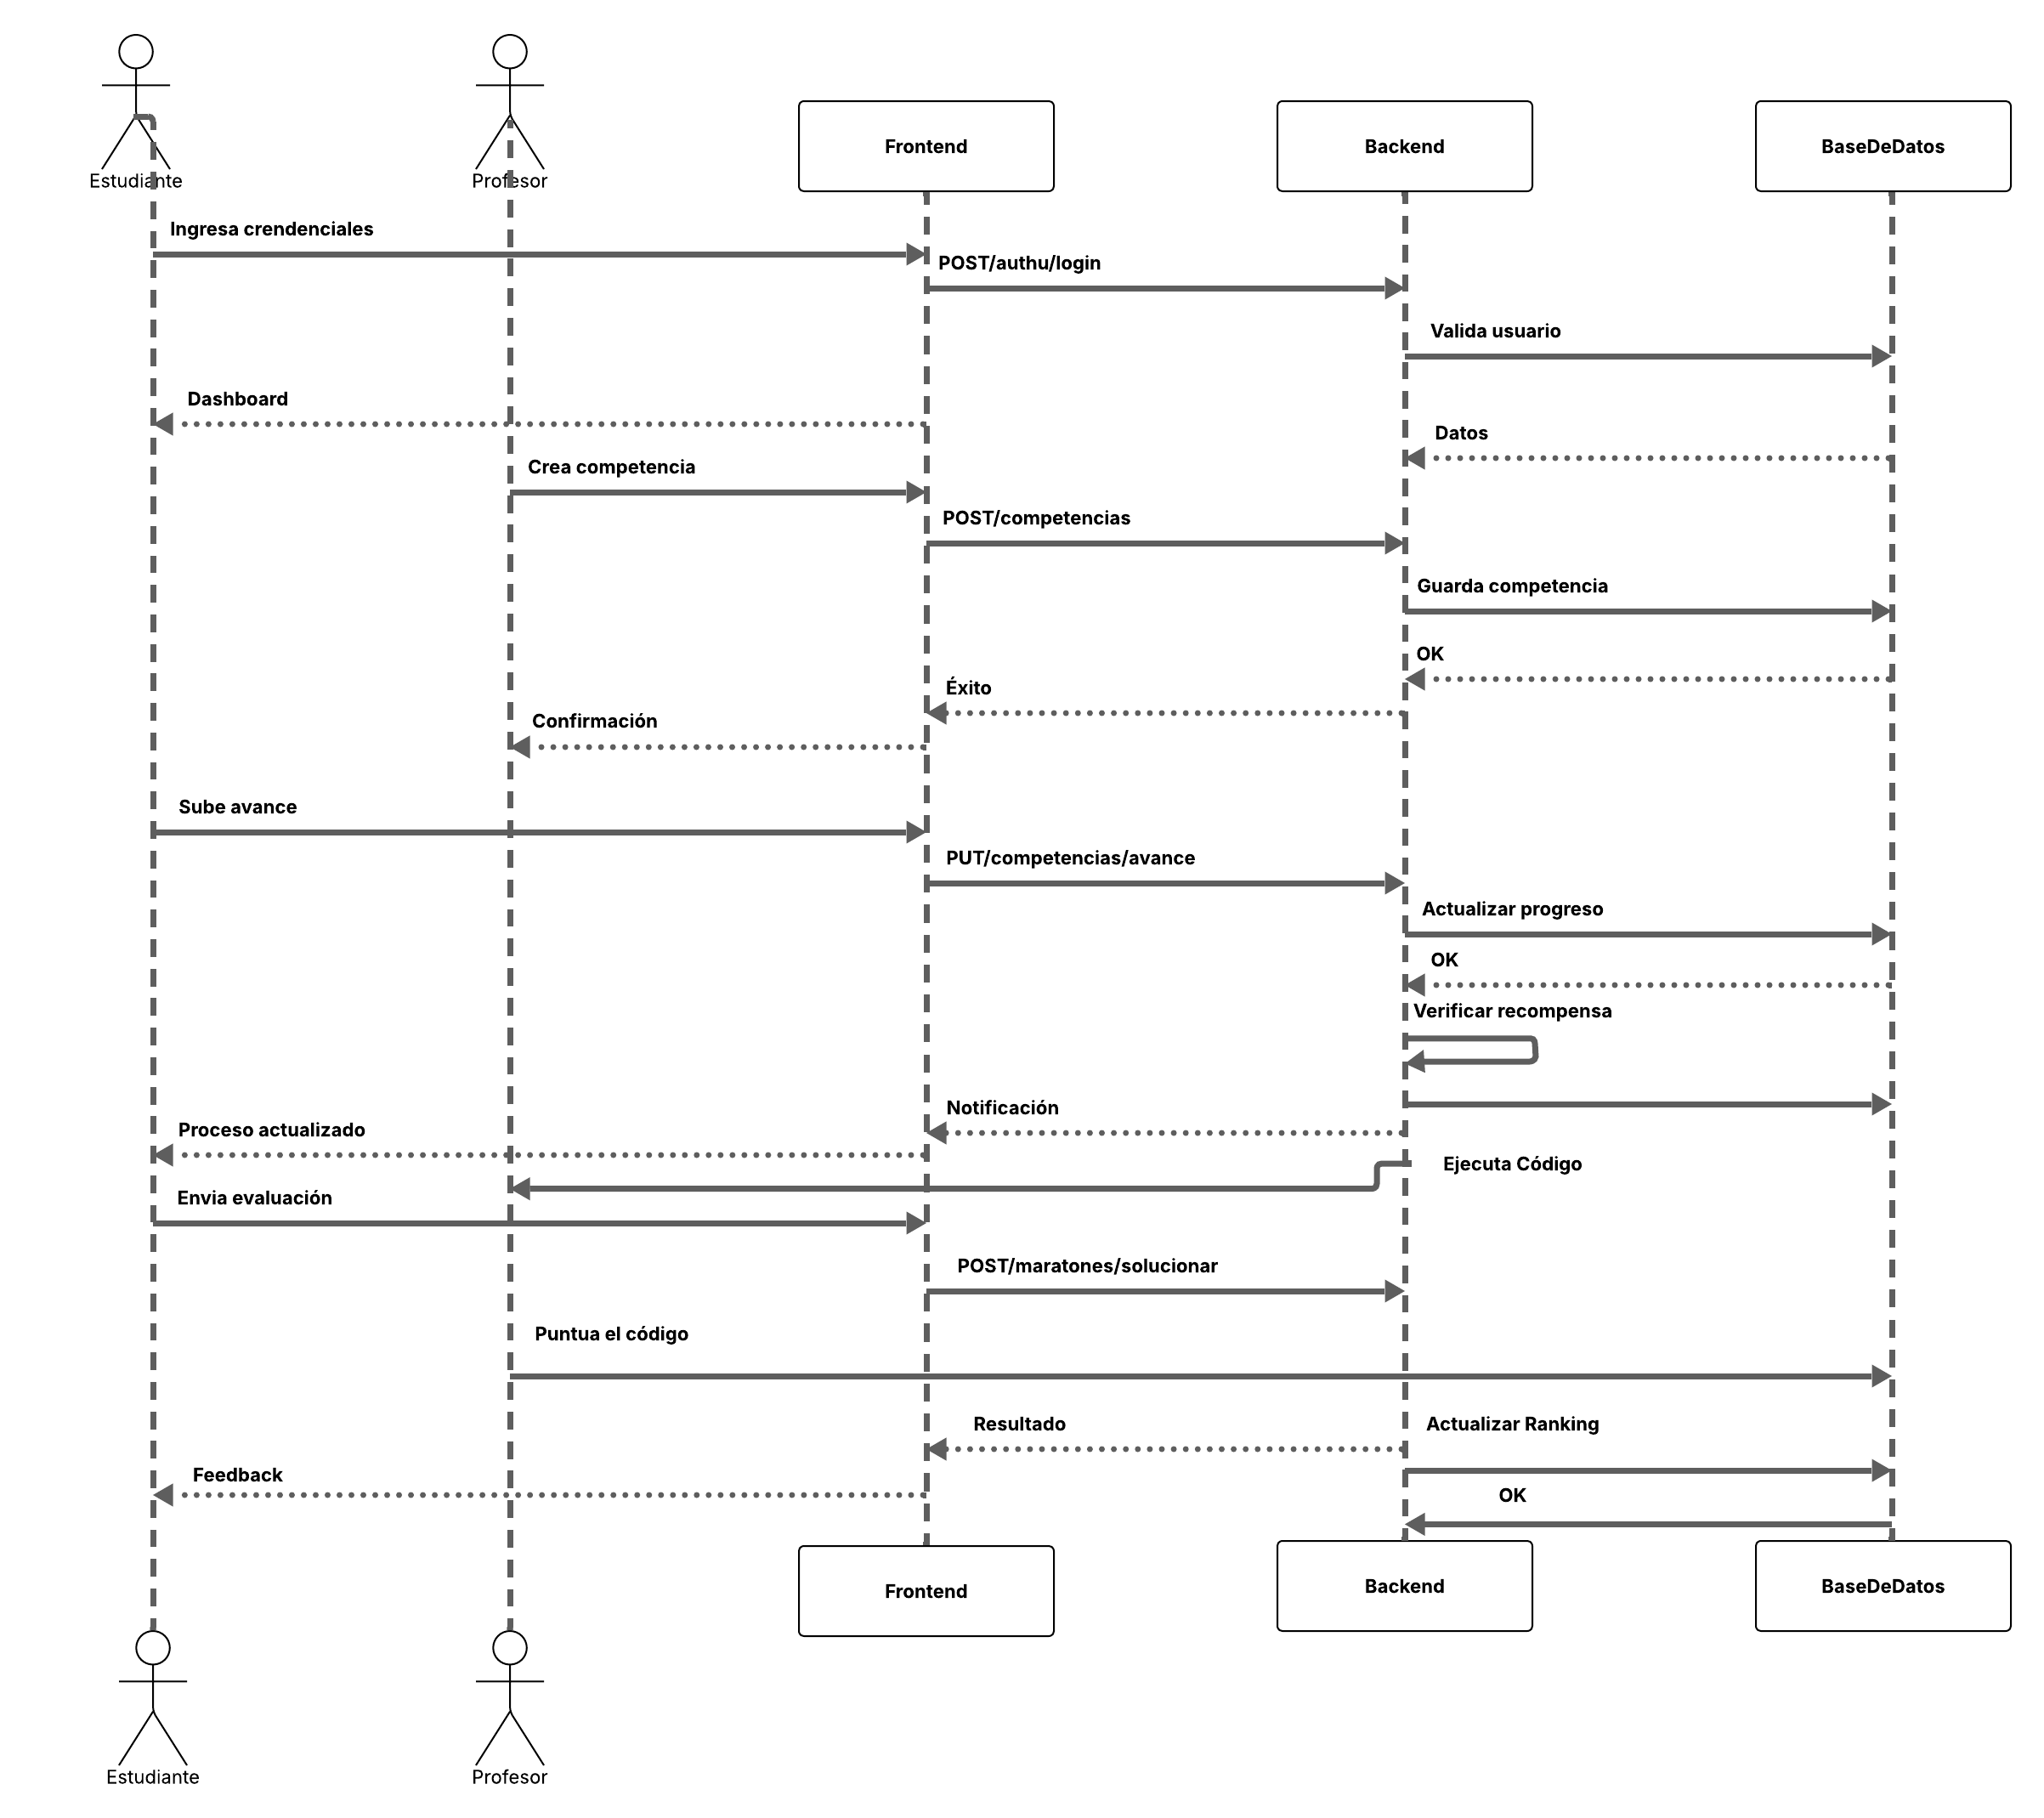 Estudiante
Profesor
Frontend
Backend
BaseDeDatos
Ingresa crendenciales
POST/authu/login
Valida usuario
Dashboard
Datos
Crea competencia
POST/competencias
Guarda competencia
OK
Éxito
Confirmación
Sube avance
PUT/competencias/avance
Actualizar progreso
OK
Verificar recompensa
Notificación
Proceso actualizado
Ejecuta Código
Envia evaluación
POST/maratones/solucionar
Puntua el código
Resultado
Actualizar Ranking
Feedback
OK
Frontend
Backend
BaseDeDatos
Estudiante
Profesor